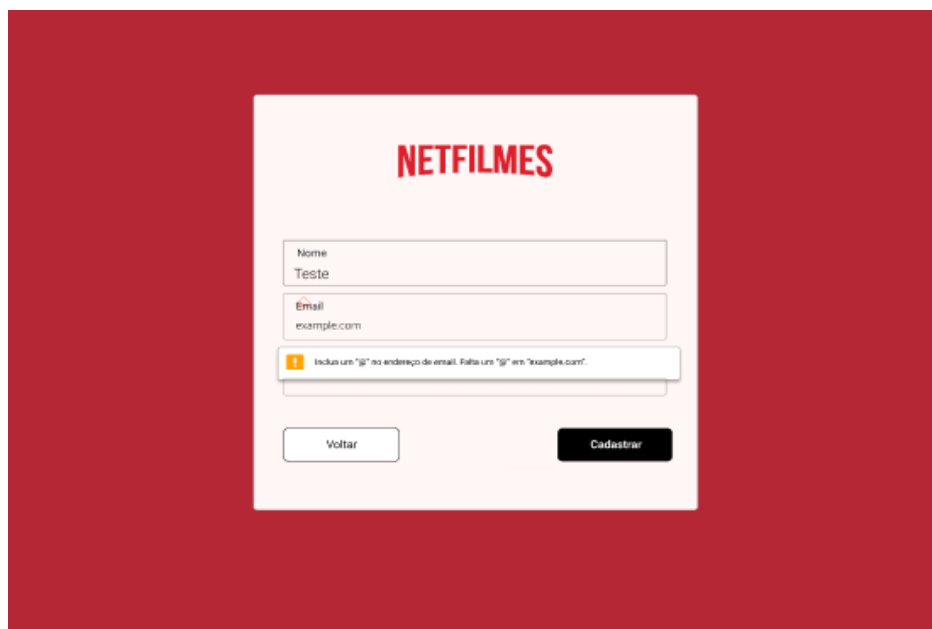 NETFILMES
Nome
Teste
Email
example.com
! Inclua um "@" no endereço de email. Falta um "@" em "example.com".
Voltar
Cadastrar